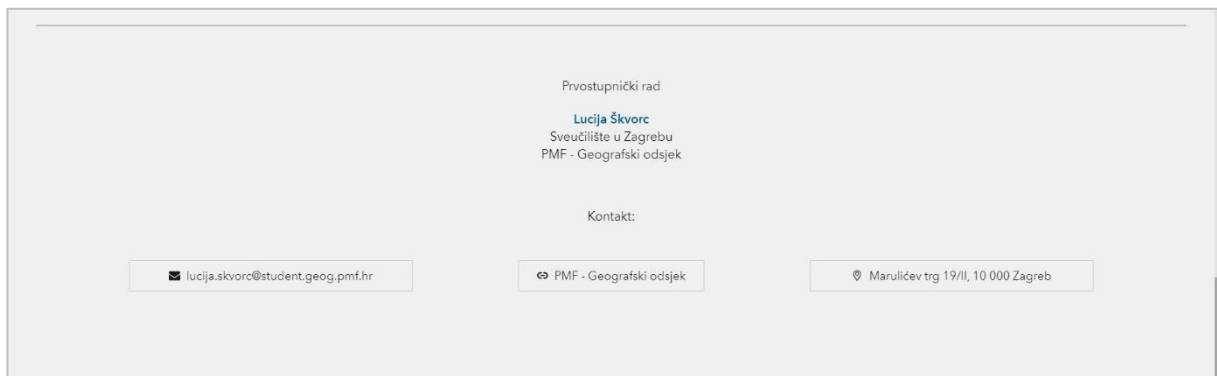 Prvostupnički rad
Lucija Škvorc
Sveučilište u Zagrebu
PMF - Geografski odsjek
Kontakt:
lucija.skvorc@student.geog.pmf.hr
PMF - Geografski odsjek
Marulićev trg 19/II, 10 000 Zagreb